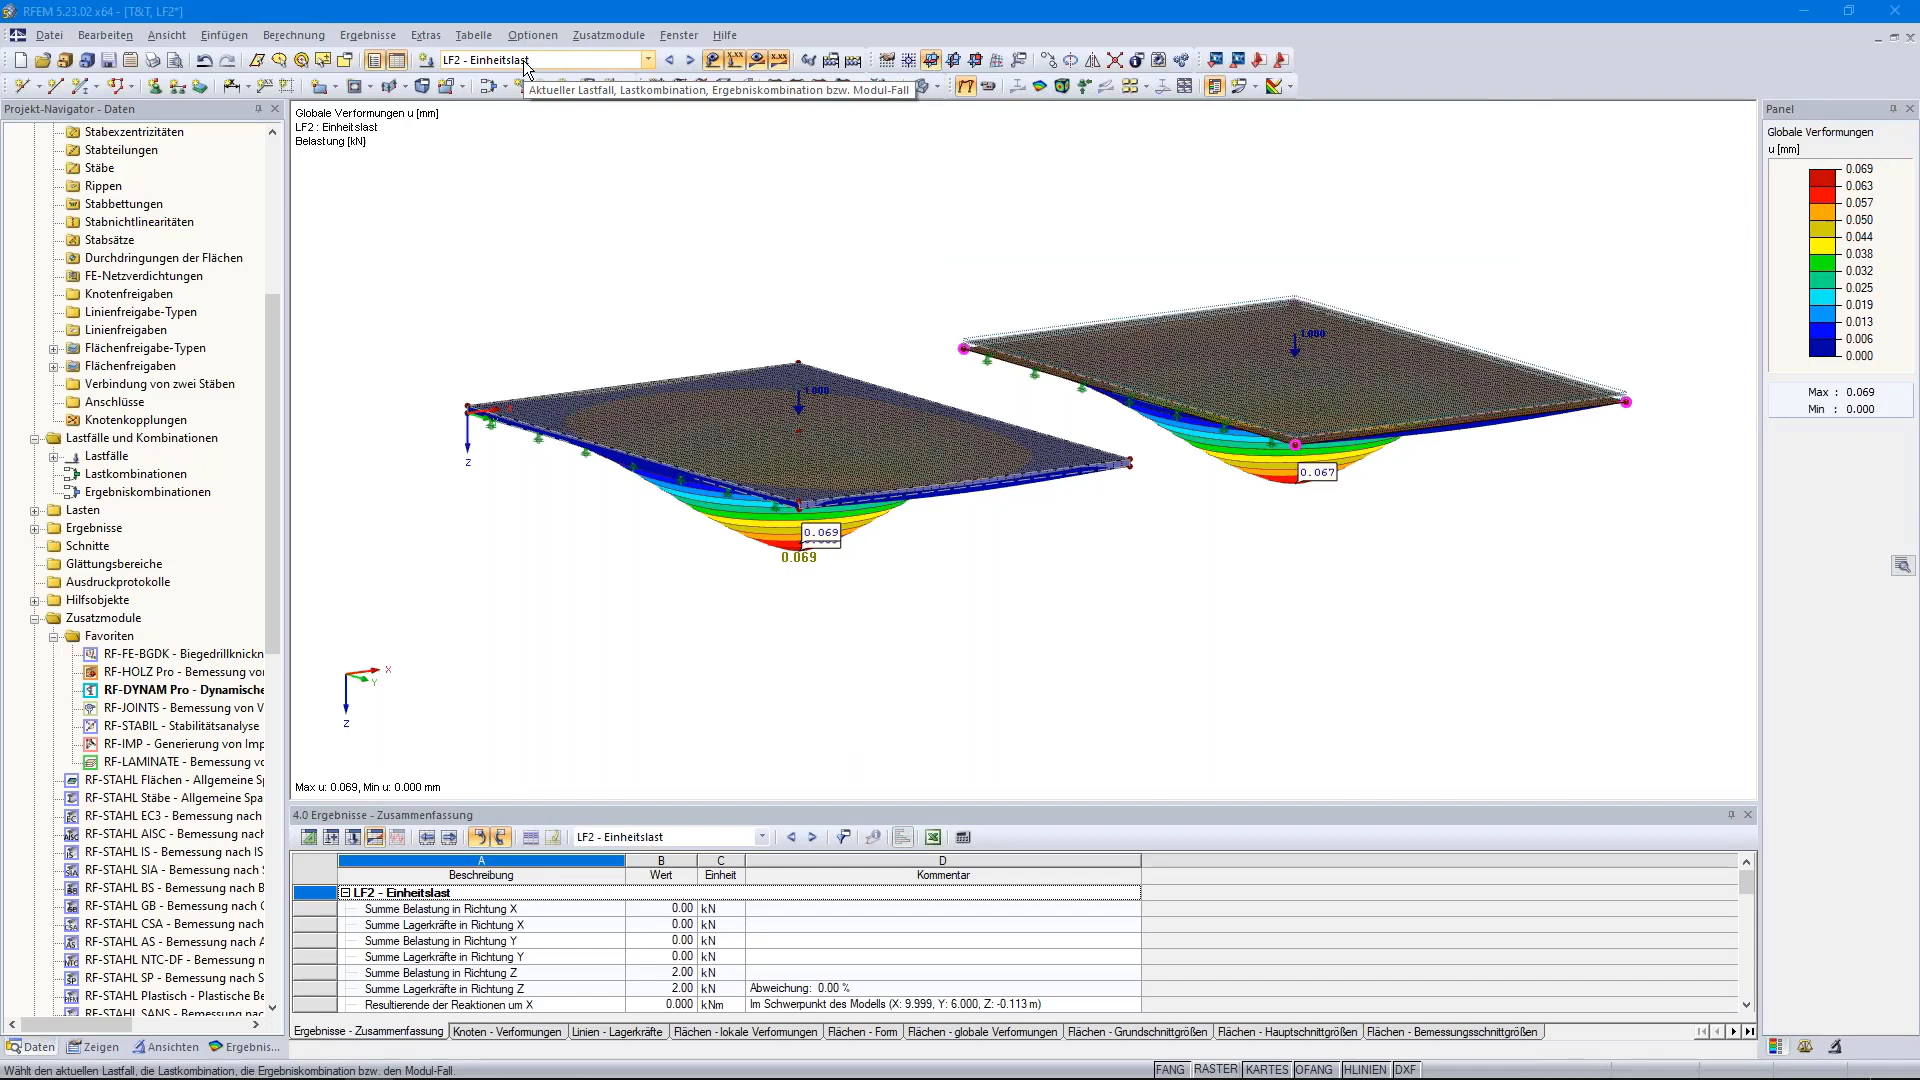 RFEM 5.23.02 x64 - [T&T, LF2*]
Datei Bearbeiten Ansicht Einfügen Berechnung Ergebnisse Extras Tabelle Optionen Zusatzmodule Fenster Hilfe
LF2 - Einheitslast
Aktueller Lastfall, Lastkombination, Ergebniskombination bzw. Modul-Fall
Projekt-Navigator - Daten
Stabexzentrizitäten
Stabteilungen
Stäbe
Rippen
Stabbettungen
Stabnichtlinearitäten
Stabsätze
Durchdringungen der Flächen
FE-Netzverdichtungen
Knotenfreigaben
Linienfreigabe-Typen
Linienfreigaben
Flächenfreigabe-Typen
Flächenfreigaben
Verbindung von zwei Stäben
Anschlüsse
Knotenkopplungen
Lastfälle und Kombinationen
Lastfälle
Lastkombinationen
Ergebniskombinationen
Lasten
Ergebnisse
Schnitte
Glättungsbereiche
Ausdruckprotokolle
Hilfsobjekte
Zusatzmodule
Favoriten
RF-FE-BGDK - Biegedrillknickn
RF-HOLZ Pro - Bemessung vo
RF-DYNAM Pro - Dynamische
RF-JOINTS - Bemessung von V
RF-STABIL - Stabilitätsanalyse
RF-IMP - Generierung von Imp
RF-LAMINATE - Bemessung vo
RF-STAHL Flächen - Allgemeine Sp
RF-STAHL Stäbe - Allgemeine Spa
RF-STAHL EC3 - Bemessung nach
RF-STAHL AISC - Bemessung nach
RF-STAHL IS - Bemessung nach IS
RF-STAHL SIA - Bemessung nach
RF-STAHL BS - Bemessung nach B
RF-STAHL GB - Bemessung nach G
RF-STAHL CSA - Bemessung nach
RF-STAHL AS - Bemessung nach A
RF-STAHL NTC-DF - Bemessung n
RF-STAHL SP - Bemessung nach S
RF-STAHL Plastisch - Plastische Be
RF-STAHL SANS - Bemessung nac
Daten Zeigen Ansichten Ergebnis...
Globale Verformungen u [mm]
LF2 : Einheitslast
Belastung [kN]
1.000
1.000
Z
0.067
0.069
0.069
X
Y
Z
Max u: 0.069, Min u: 0.000 mm
Panel
Globale Verformungen
u [mm]
0.069
0.063
0.057
0.050
0.044
0.038
0.032
0.025
0.019
0.013
0.006
0.000
Max : 0.069
Min : 0.000
4.0 Ergebnisse - Zusammenfassung
LF2 - Einheitslast
A B C D
Beschreibung Wert Einheit Kommentar
LF2 - Einheitslast
Summe Belastung in Richtung X 0.00 kN
Summe Lagerkräfte in Richtung X 0.00 kN
Summe Belastung in Richtung Y 0.00 kN
Summe Lagerkräfte in Richtung Y 0.00 kN
Summe Belastung in Richtung Z 2.00 kN
Summe Lagerkräfte in Richtung Z 2.00 kN Abweichung: 0.00 %
Resultierende der Reaktionen um X 0.000 kNm Im Schwerpunkt des Modells (X: 9.999, Y: 6.000, Z: -0.113 m)
Ergebnisse - Zusammenfassung Knoten - Verformungen Linien - Lagerkräfte Flächen - lokale Verformungen Flächen - Form Flächen - globale Verformungen Flächen - Grundschnittgrößen Flächen - Hauptschnittgrößen Flächen - Bemessungsschnittgrößen
Wählt den aktuellen Lastfall, die Lastkombination, die Ergebniskombination bzw. den Modul-Fall.
FANG RASTER KARTES OFANG HLINIEN DXF